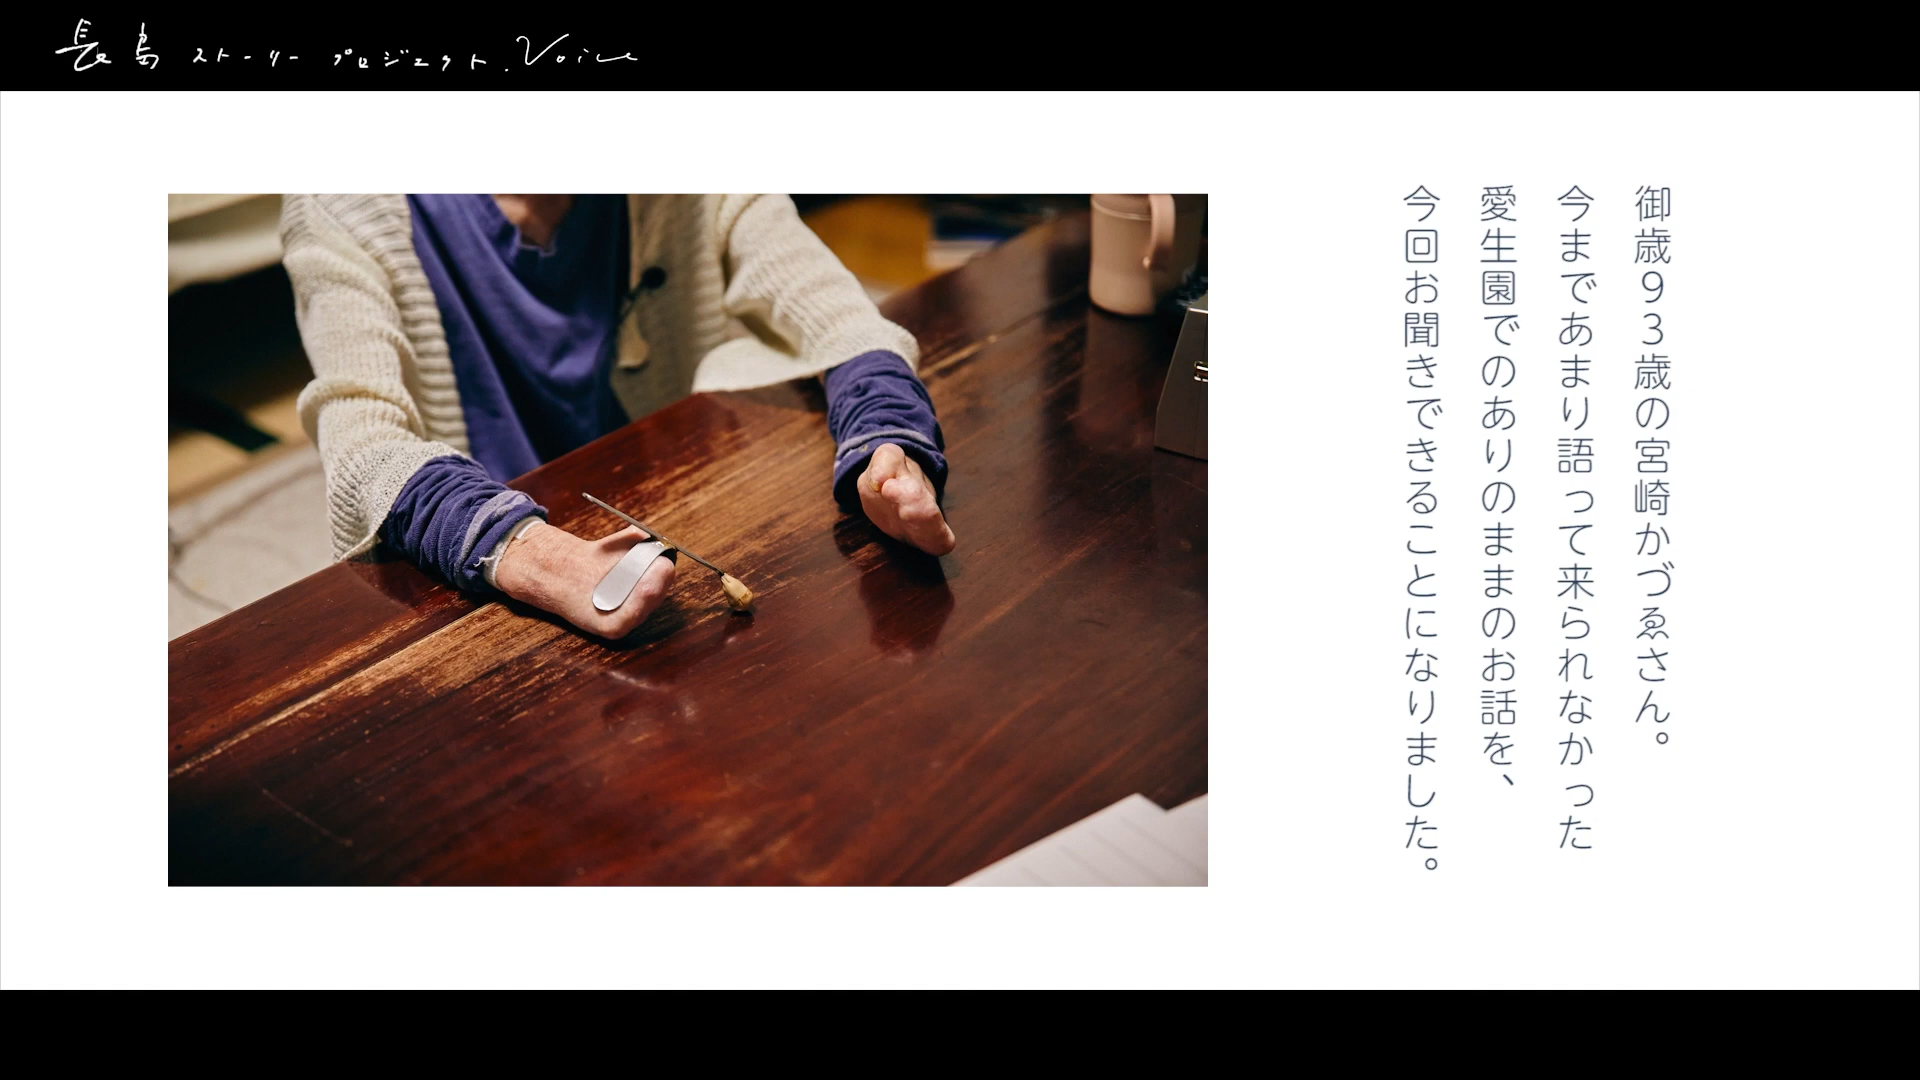 長島ストーリープロジェクト.Voice
御歳93歳の宮崎かづゑさん。
今まであまり語って来られなかった
愛生園でのありのままのお話を、
今回お聞きできることになりました。